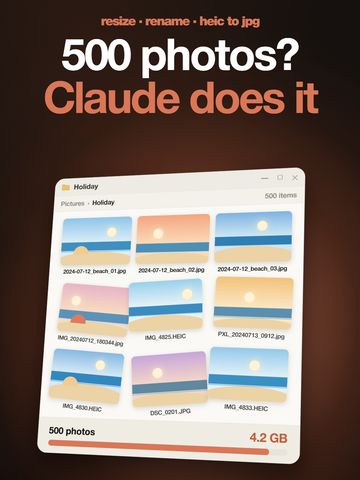 resize · rename · heic to jpg
500 photos?
Claude does it
Holiday
Pictures › Holiday
500 items
2024-07-12_beach_01.jpg
2024-07-12_beach_02.jpg
2024-07-12_beach_03.jpg
IMG_20240712_180344.jpg
IMG_4825.HEIC
PXL_20240713_0912.jpg
IMG_4830.HEIC
DSC_0201.JPG
IMG_4833.HEIC
500 photos
4.2 GB